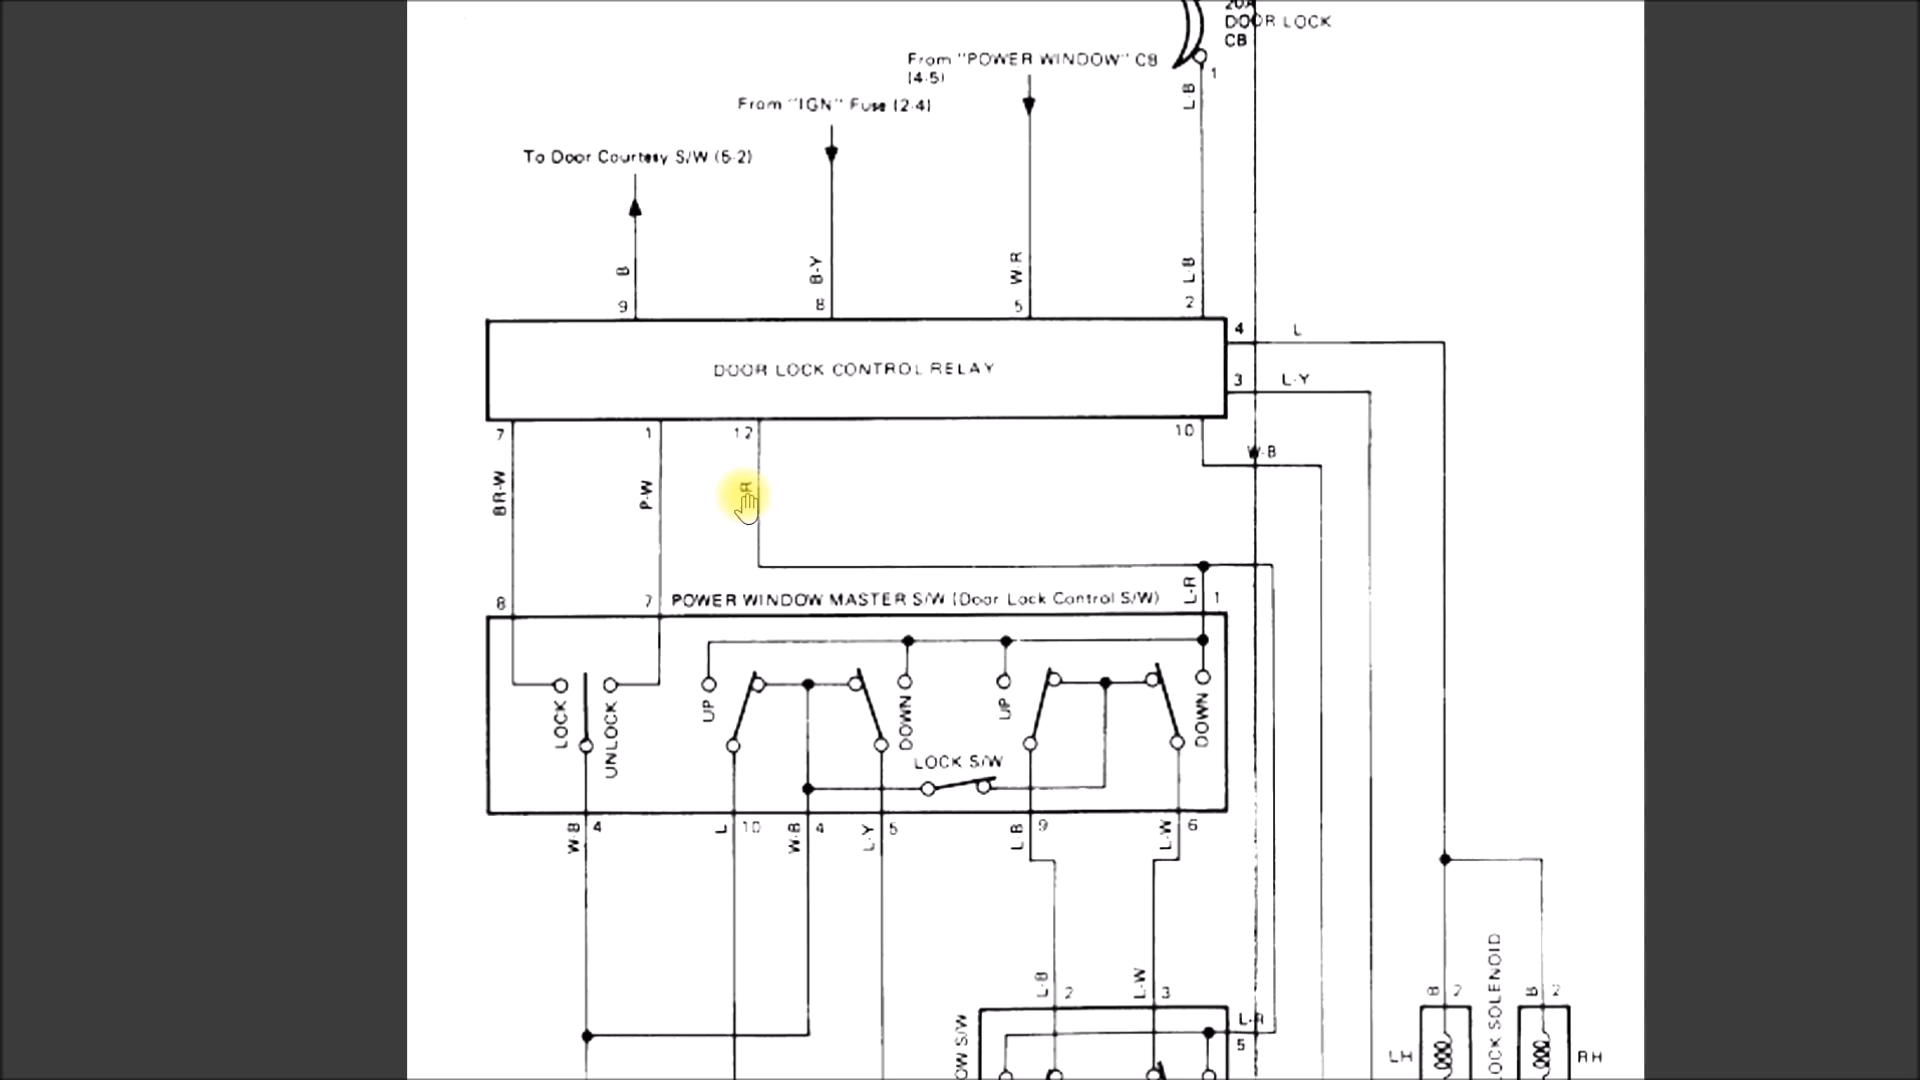 DOOR LOCK
CB
From "POWER WINDOW" CB
(4-5)
1
L-B
From "IGN" Fuse (2-4)
To Door Courtesy S/W (5-2)
B
B-Y
W-R
L-B
9
8
5
2
DOOR LOCK CONTROL RELAY
4
L
3
L-Y
7
1
12
10
BR-W
P-W
W-B
8
7
POWER WINDOW MASTER S/W (Door Lock Control S/W)
L-R
1
LOCK
UNLOCK
UP
DOWN
UP
DOWN
LOCK S/W
W-B
4
L
10
W-B
4
L-Y
5
L-B
9
L-W
6
L-B
2
L-W
3
L-R
5
B
2
B
2
LH
RH